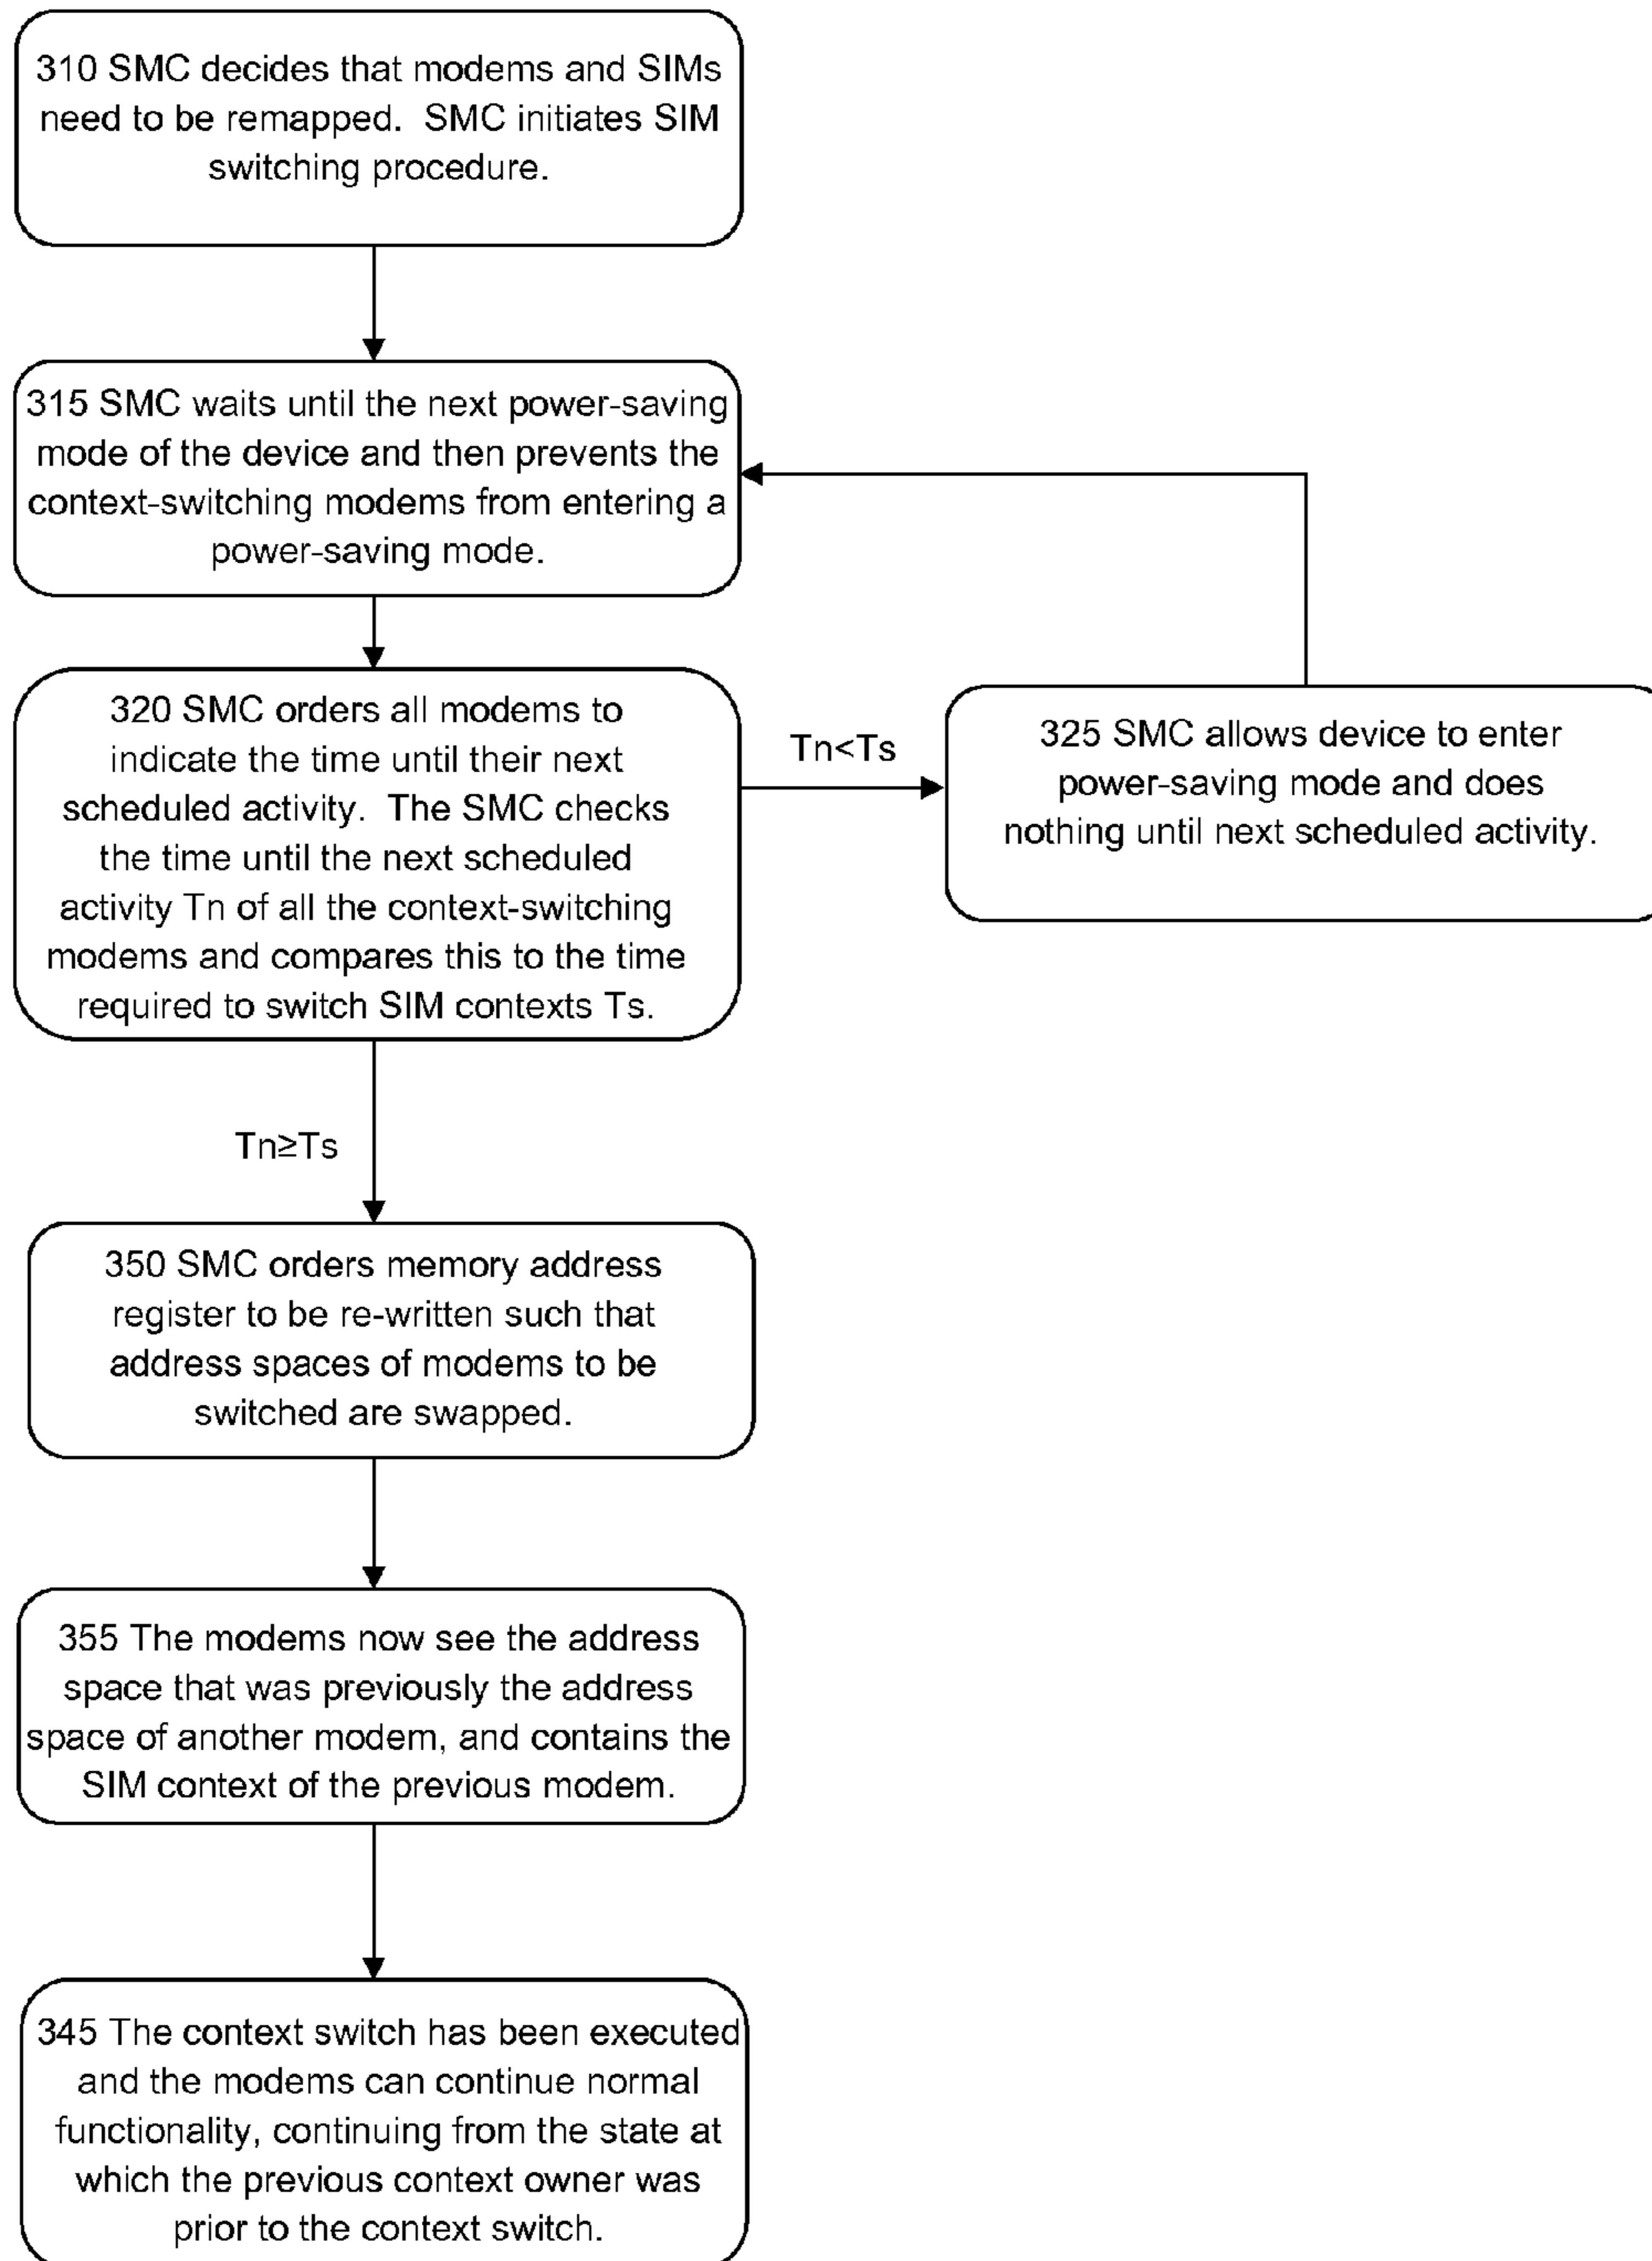 310 SMC decides that modems and SIMs
need to be remapped.  SMC initiates SIM
switching procedure.
315 SMC waits until the next power-saving
mode of the device and then prevents the
context-switching modems from entering a
power-saving mode.
320 SMC orders all modems to
indicate the time until their next
scheduled activity.  The SMC checks
the time until the next scheduled
activity Tn of all the context-switching
modems and compares this to the time
required to switch SIM contexts Ts.
Tn<Ts
325 SMC allows device to enter
power-saving mode and does
nothing until next scheduled activity.
Tn≥Ts
350 SMC orders memory address
register to be re-written such that
address spaces of modems to be
switched are swapped.
355 The modems now see the address
space that was previously the address
space of another modem, and contains the
SIM context of the previous modem.
345 The context switch has been executed
and the modems can continue normal
functionality, continuing from the state at
which the previous context owner was
prior to the context switch.